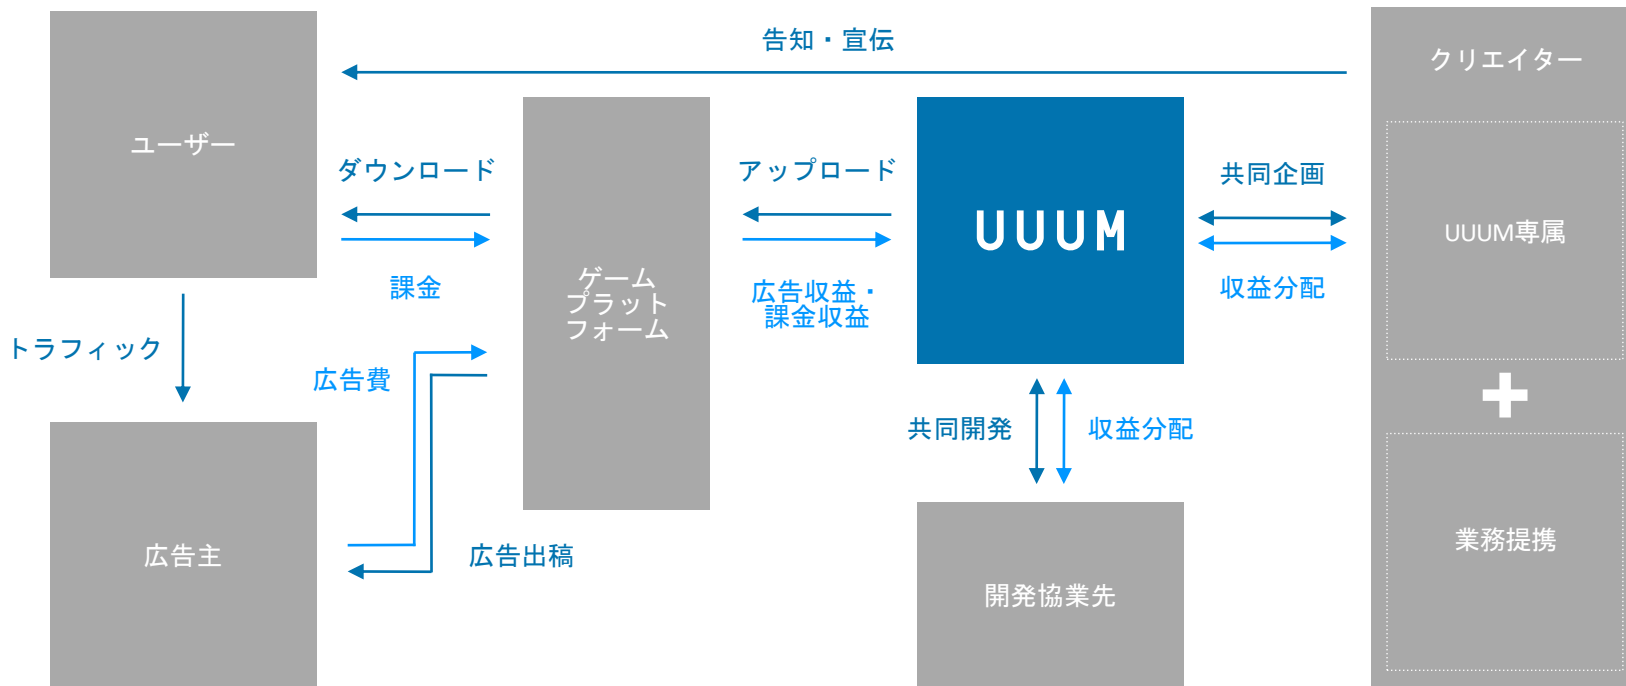 告知・宣伝
クリエイター
ユーザー
ダウンロード
アップロード
共同企画
UUUM
UUUM専属
課金
ゲーム
プラット
フォーム
広告収益・
課金収益
収益分配
トラフィック
広告費
共同開発
収益分配
広告主
広告出稿
開発協業先
業務提携